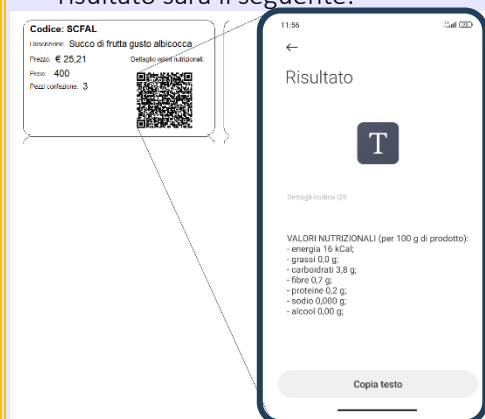 risultato sarà il seguente:
Codice: SCFAL
Descrizione: Succo di frutta gusto albicocca
Prezzo: € 25,21
Dettaglio valori nutrizionali:
Peso: 400
Pezzi confezione: 3
11:56
Risultato
T
Dettagli codice QR:
VALORI NUTRIZIONALI (per 100 g di prodotto):
- energia 16 kCal;
- grassi 0,0 g;
- carboidrati 3,8 g;
- fibre 0,7 g;
- proteine 0,2 g;
- sodio 0,000 g;
- alcool 0,00 g;
Copia testo